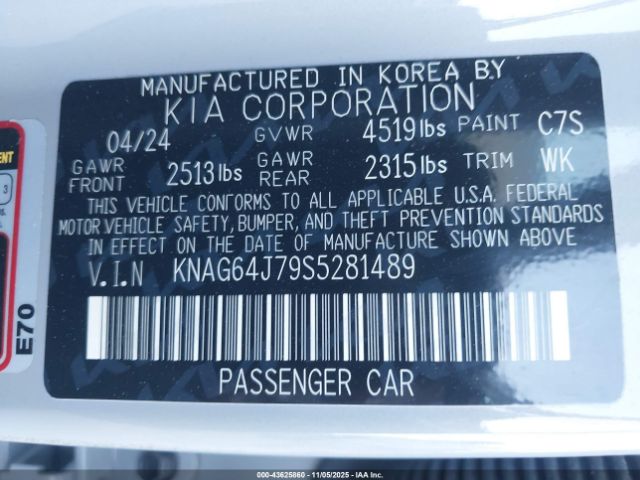 MANUFACTURED IN KOREA BY
KIA CORPORATION
04/24 GVWR 4519 lbs PAINT C7S
GAWR FRONT 2513 lbs GAWR REAR 2315 lbs TRIM WK
THIS VEHICLE CONFORMS TO ALL APPLICABLE U.S.A. FEDERAL
MOTOR VEHICLE SAFETY, BUMPER, AND THEFT PREVENTION STANDARDS
IN EFFECT ON THE DATE OF MANUFACTURE SHOWN ABOVE
V.I.N KNAG64J79S5281489
PASSENGER CAR
E70
3
000-43625860 - 11/05/2025 - IAAI, Inc.